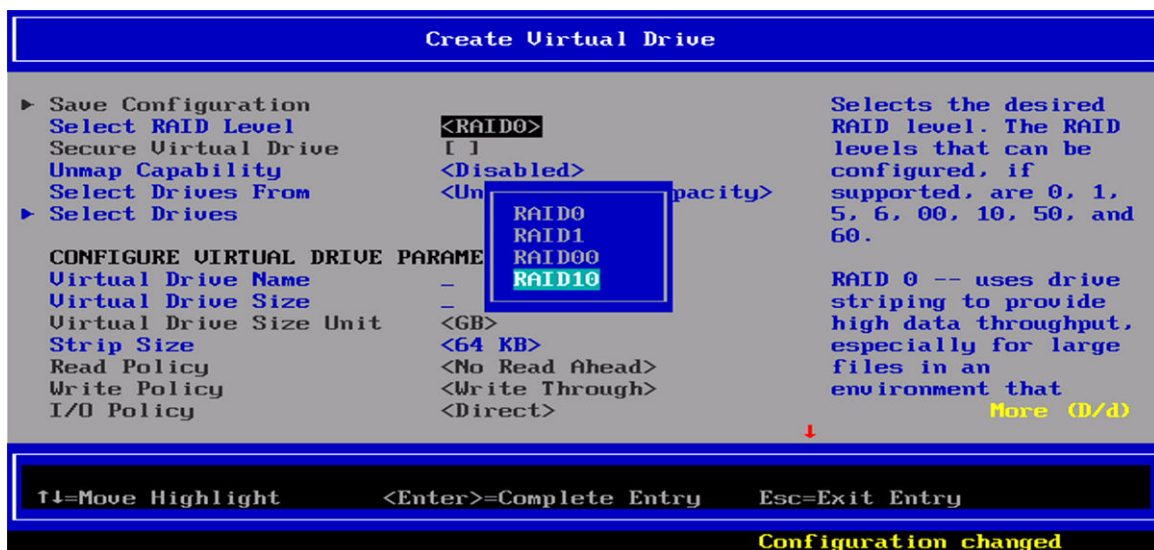 Create Virtual Drive
Save Configuration
Select RAID Level <RAID0>
Secure Virtual Drive [ ]
Unmap Capability <Disabled>
Select Drives From <Un pacity>
Select Drives
CONFIGURE VIRTUAL DRIVE PARAME
Virtual Drive Name _
Virtual Drive Size _
Virtual Drive Size Unit <GB>
Strip Size <64 KB>
Read Policy <No Read Ahead>
Write Policy <Write Through>
I/O Policy <Direct>
RAID0
RAID1
RAID00
RAID10
Selects the desired
RAID level. The RAID
levels that can be
configured, if
supported, are 0, 1,
5, 6, 00, 10, 50, and
60.
RAID 0 -- uses drive
striping to provide
high data throughput,
especially for large
files in an
environment that
More (D/d)
↑↓=Move Highlight <Enter>=Complete Entry Esc=Exit Entry
Configuration changed